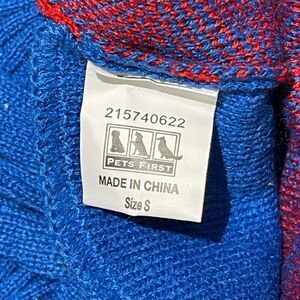 215740622
PETS FIRST
MADE IN CHINA
Size S